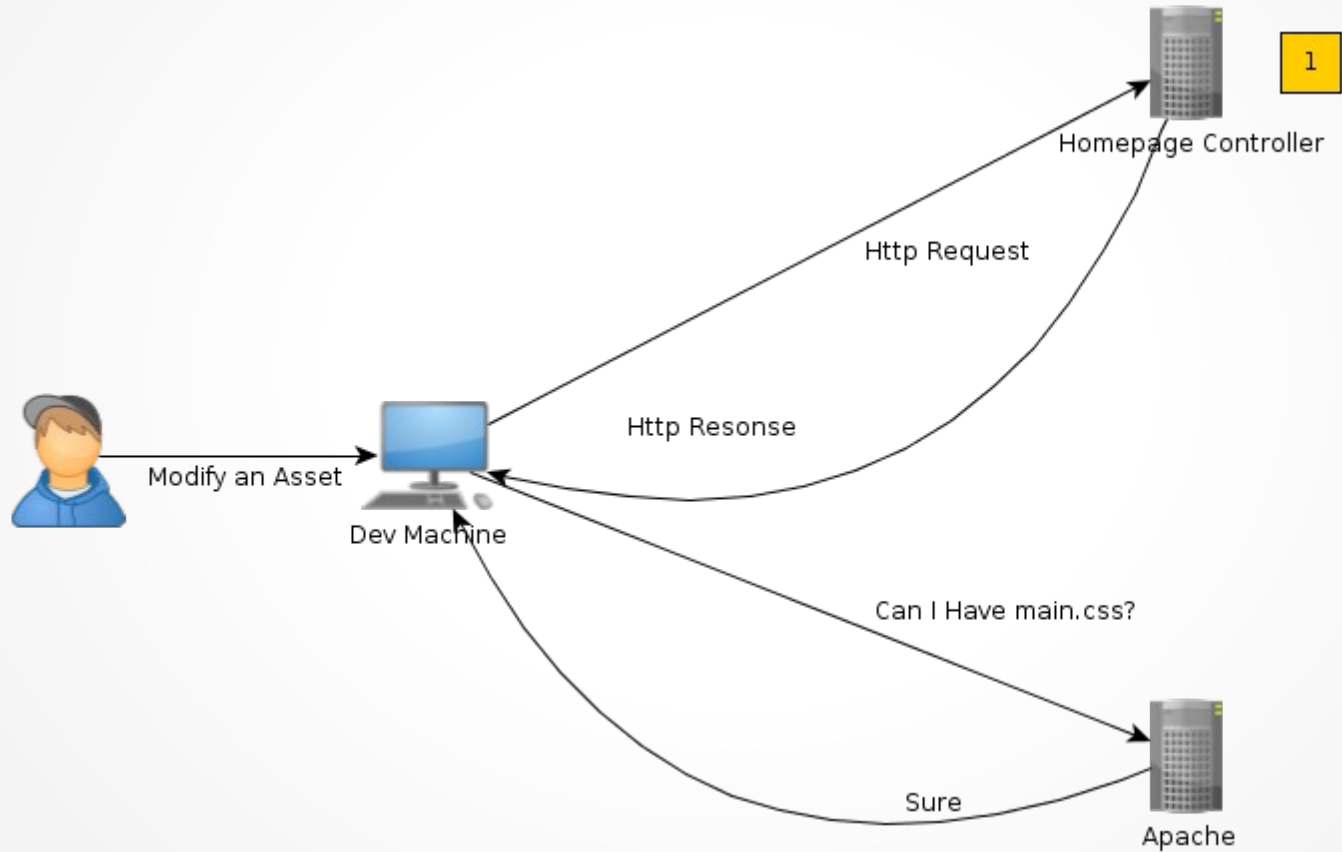 1
Homepage Controller
Http Request
Http Resonse
Modify an Asset
Dev Machine
Can I Have main.css?
Sure
Apache